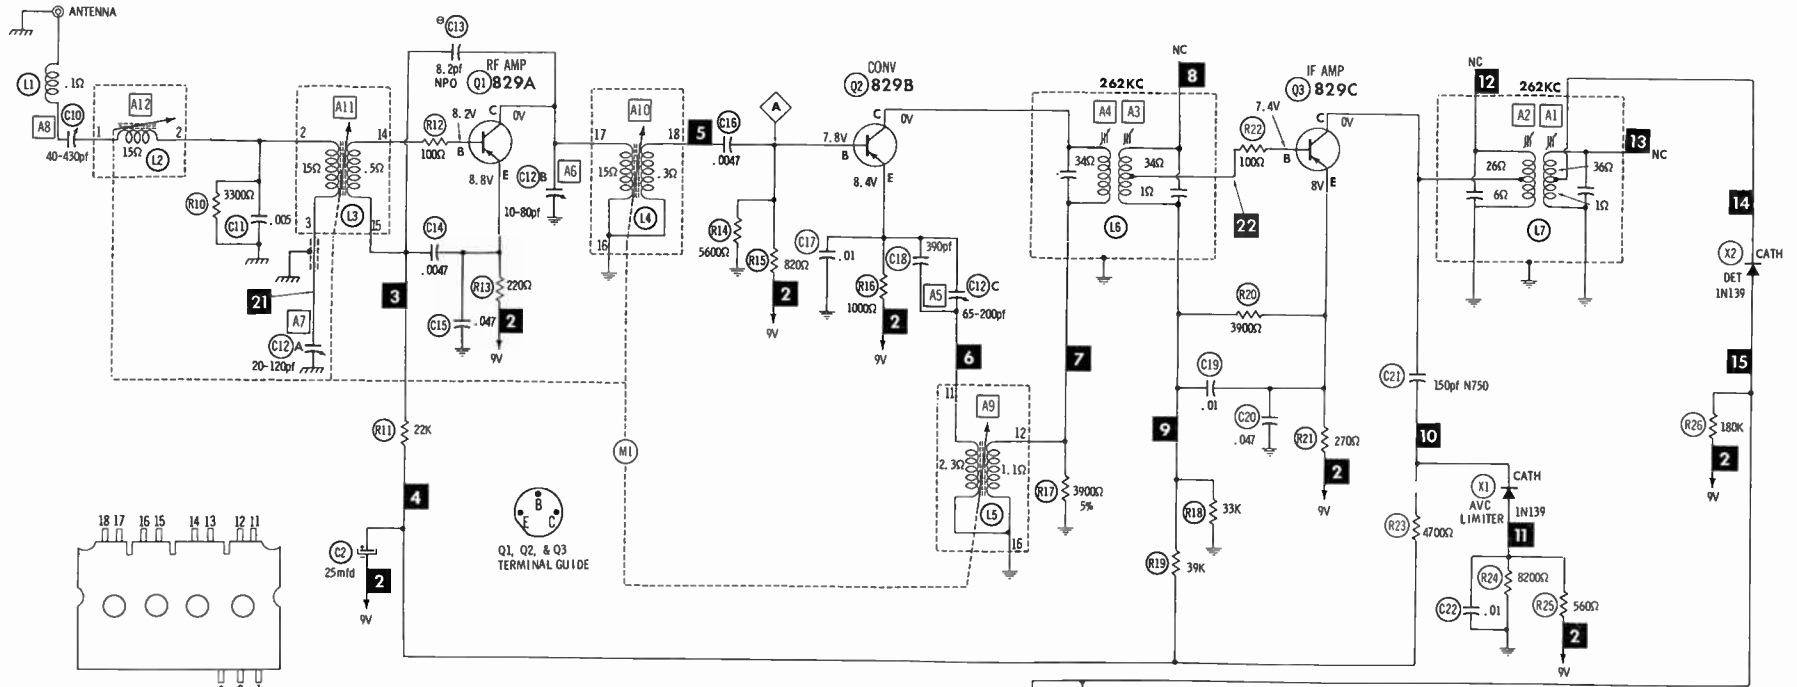 ANTENNA
L1
.1Ω
A8
C10
40-430pf
1
A12
2
15Ω
L2
R10
3300Ω
C11
.005
A11
2
14
15Ω
.5Ω
L3
3
15
21
A7
C12 A
20-120pf
C13
8.2pf
NPO
RF AMP
Q1
829A
R12
100Ω
8.2V
B
C
0V
8.8V
E
C14
.0047
3
C15
.047
R13
220Ω
2
9V
C12 B
A6
10-80pf
R11
22K
4
C2
25mfd
2
9V
A10
17
18
15Ω
.3Ω
L4
16
5
C16
.0047
A
R14
5600Ω
R15
820Ω
2
9V
CONV
Q2
829B
7.8V
B
C
0V
8.4V
E
C17
.01
R16
1000Ω
2
9V
390pf
C18
A5
C12 C
65-200pf
6
11
A9
12
2.3Ω
1.1Ω
L5
16
M1
7
R17
3900Ω
5%
262KC
A4
A3
34Ω
34Ω
1Ω
L6
NC
8
22
R22
100Ω
IF AMP
Q3
829C
7.4V
B
C
0V
8V
E
R20
3900Ω
C19
.01
C20
.047
R21
270Ω
2
9V
9
R18
33K
R19
39K
C21
150pf N750
10
R23
4700Ω
X1
CATH
AVC
LIMITER
1N139
11
R24
8200Ω
C22
.01
R25
560Ω
2
9V
NC
12
262KC
A2
A1
26Ω
6Ω
36Ω
1Ω
L7
13
NC
14
X2
CATH
DET
1N139
15
R26
180K
2
9V
B
E
C
Q1, Q2, & Q3
TERMINAL GUIDE
18 17 16 15 14 13 12 11